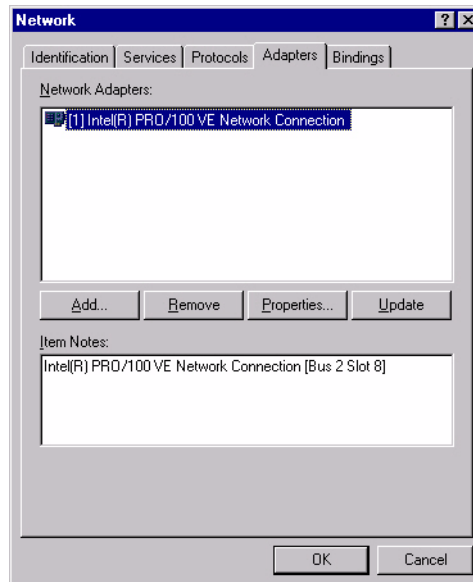 Network
Identification Services Protocols Adapters Bindings
Network Adapters:
[1] Intel(R) PRO/100 VE Network Connection
Add... Remove Properties... Update
Item Notes:
Intel(R) PRO/100 VE Network Connection [Bus 2 Slot 8]
OK Cancel